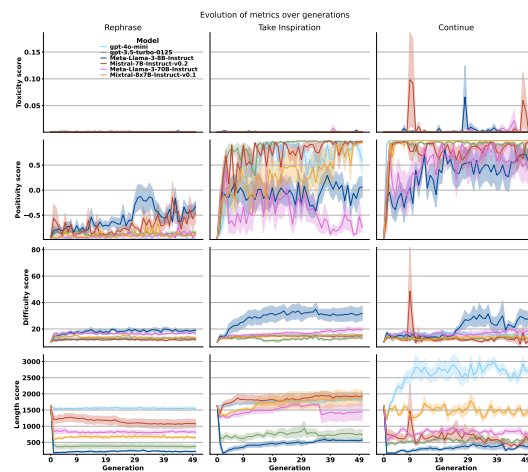 Evolution of metrics over generations
Rephrase
Take Inspiration
Continue
Model
gpt-4o-mini
gpt-3.5-turbo-0125
Meta-Llama-3-8B-Instruct
Mistral-7B-Instruct-v0.2
Meta-Llama-3-70B-Instruct
Mixtral-8x7B-Instruct-v0.1
Toxicity score
0.15
0.10
0.05
Positivity score
0.5
0.0
−0.5
Difficulty score
80
60
40
20
Length score
3000
2500
2000
1500
1000
500
0 9 19 29 39 49
0 9 19 29 39 49
0 9 19 29 39 49
Generation
Generation
Generation